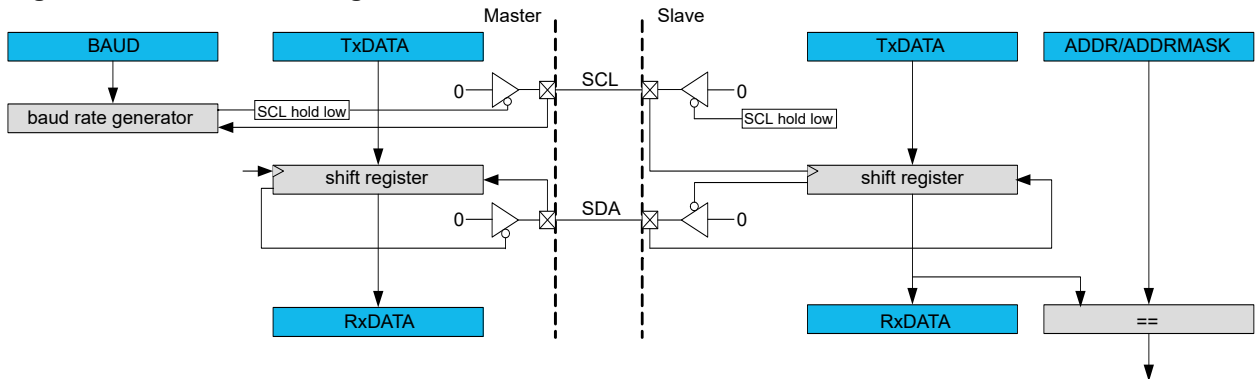 Master Slave
BAUD TxDATA TxDATA ADDR/ADDRMASK
0 SCL 0
baud rate generator SCL hold low SCL hold low
shift register shift register
0 SDA 0
RxDATA RxDATA ==